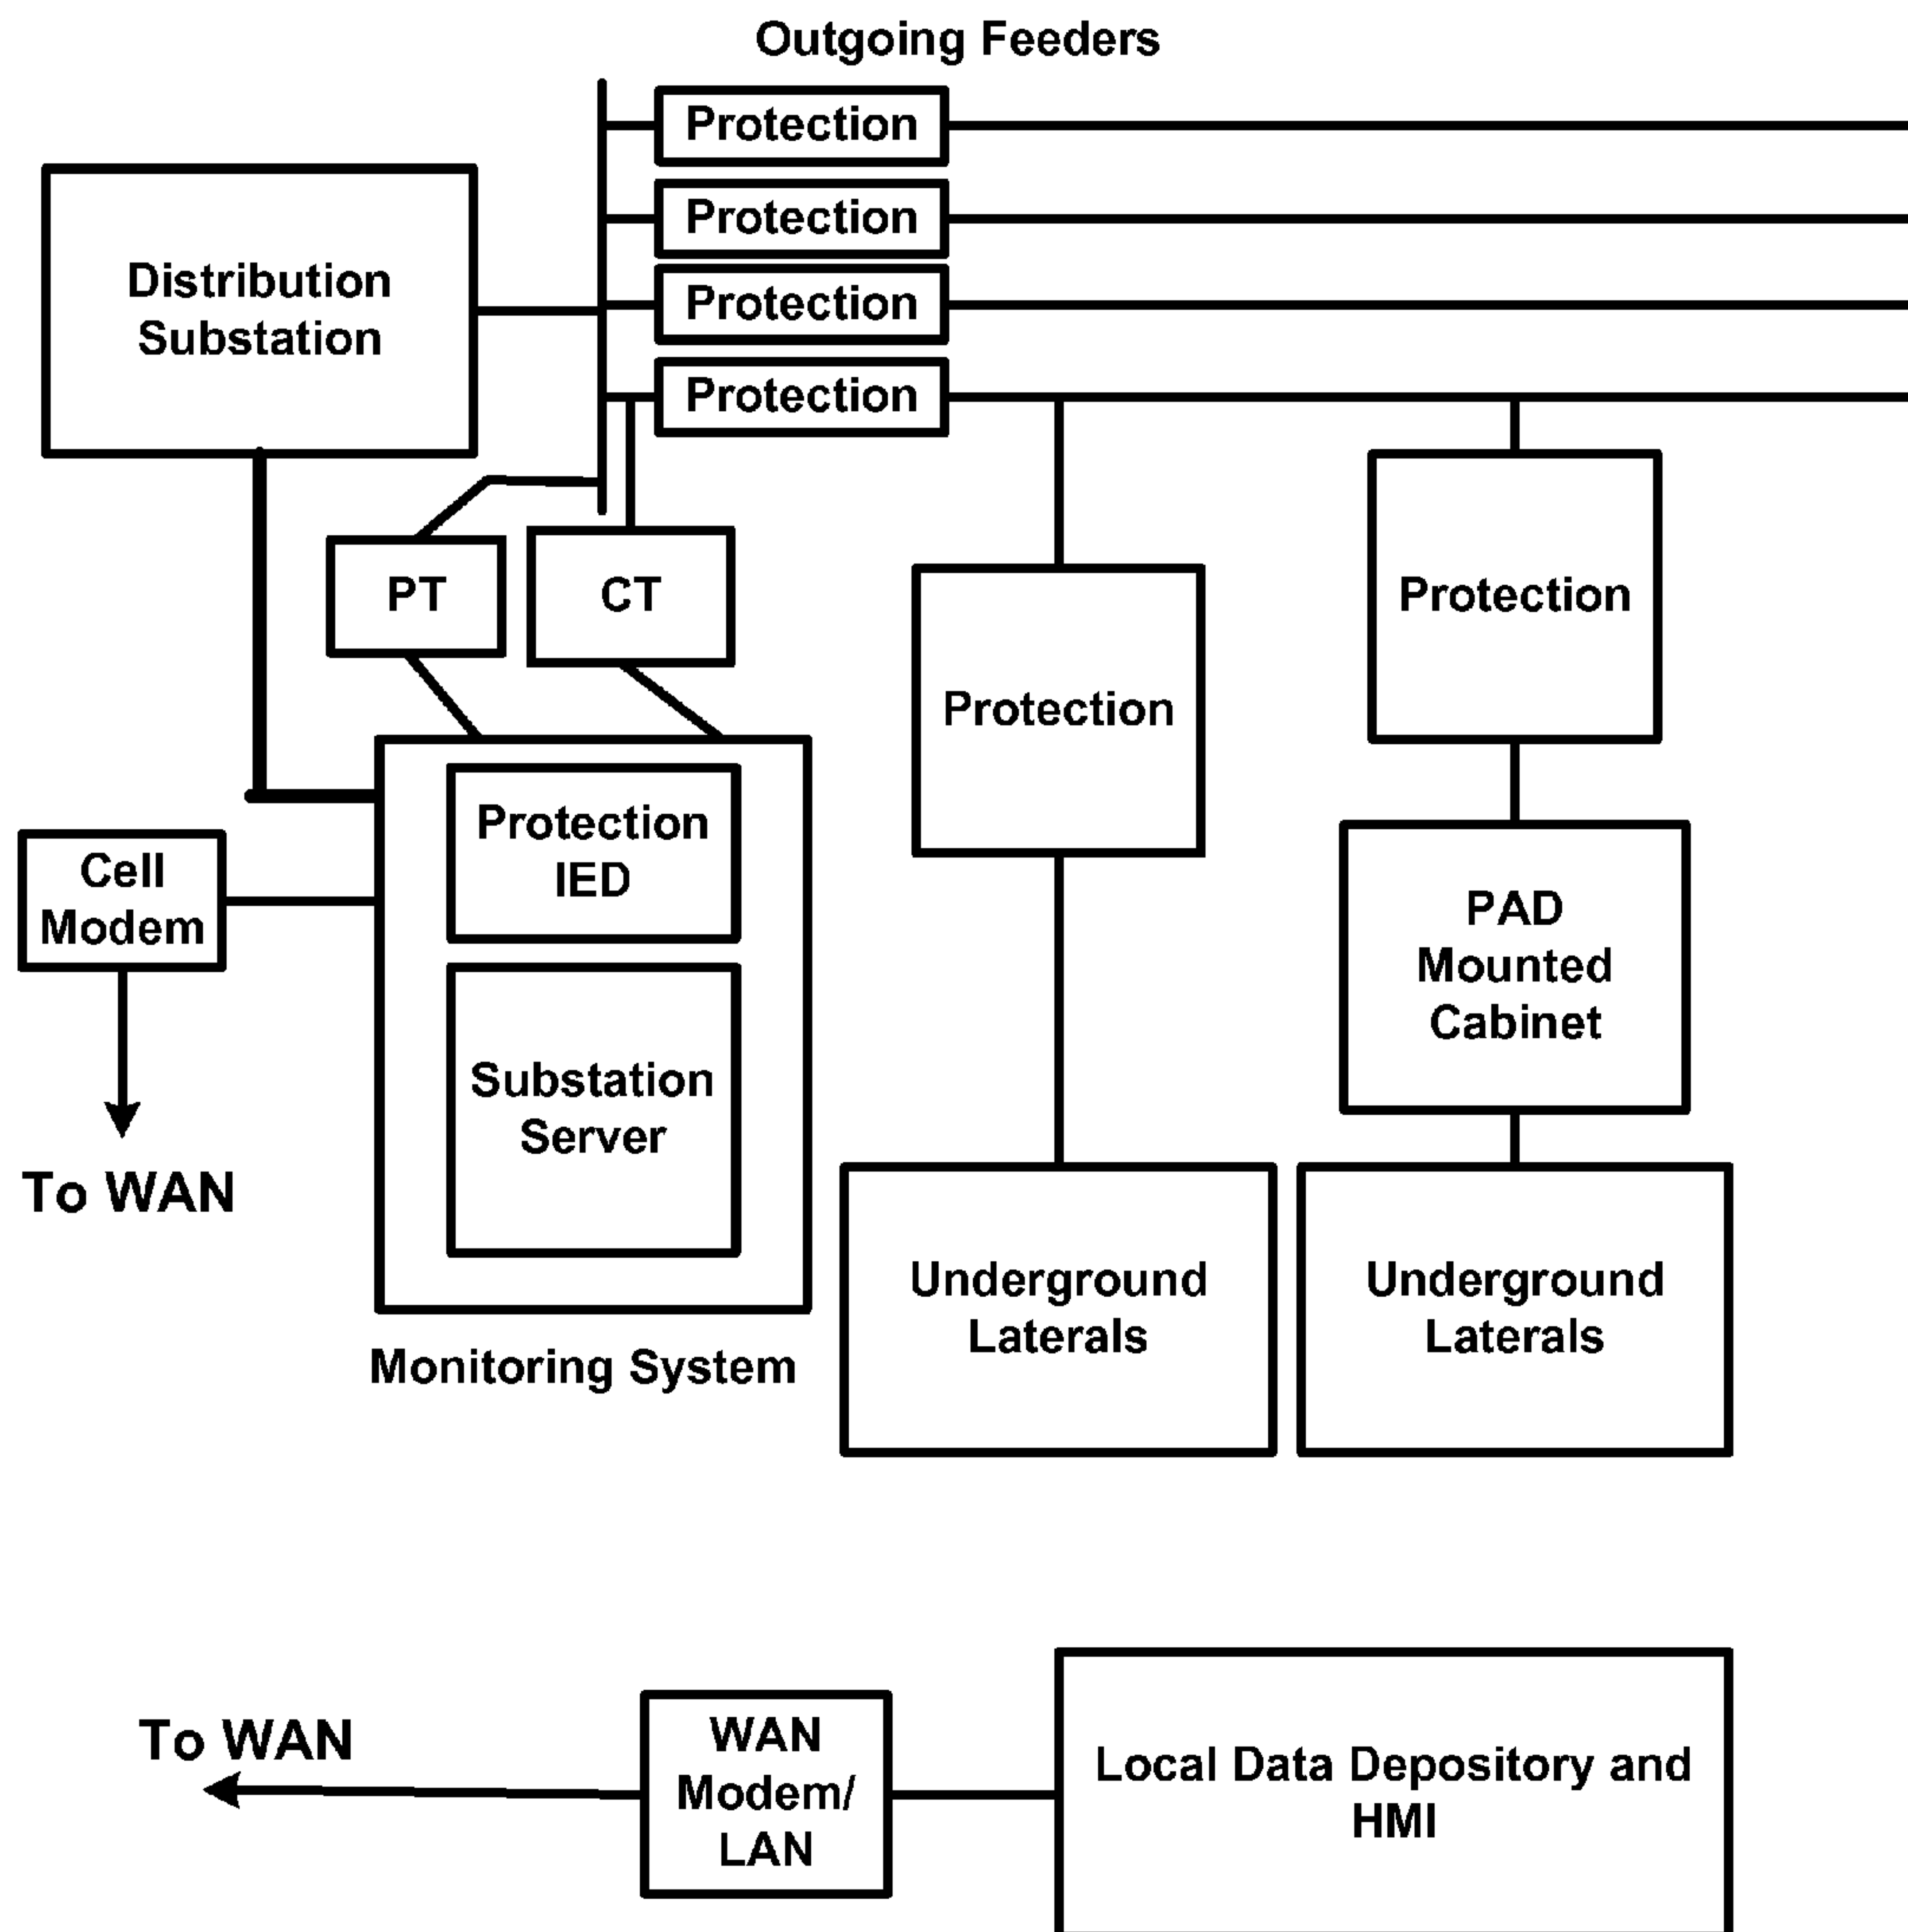 Outgoing Feeders
Protection
Protection
Protection
Protection
Distribution
Substation
PT
CT
Protection
Protection
Protection
IED
Cell
Modem
PAD
Mounted
Cabinet
Substation
Server
To WAN
Underground
Laterals
Underground
Laterals
Monitoring System
To WAN
WAN
Modem/
LAN
Local Data Depository and
HMI